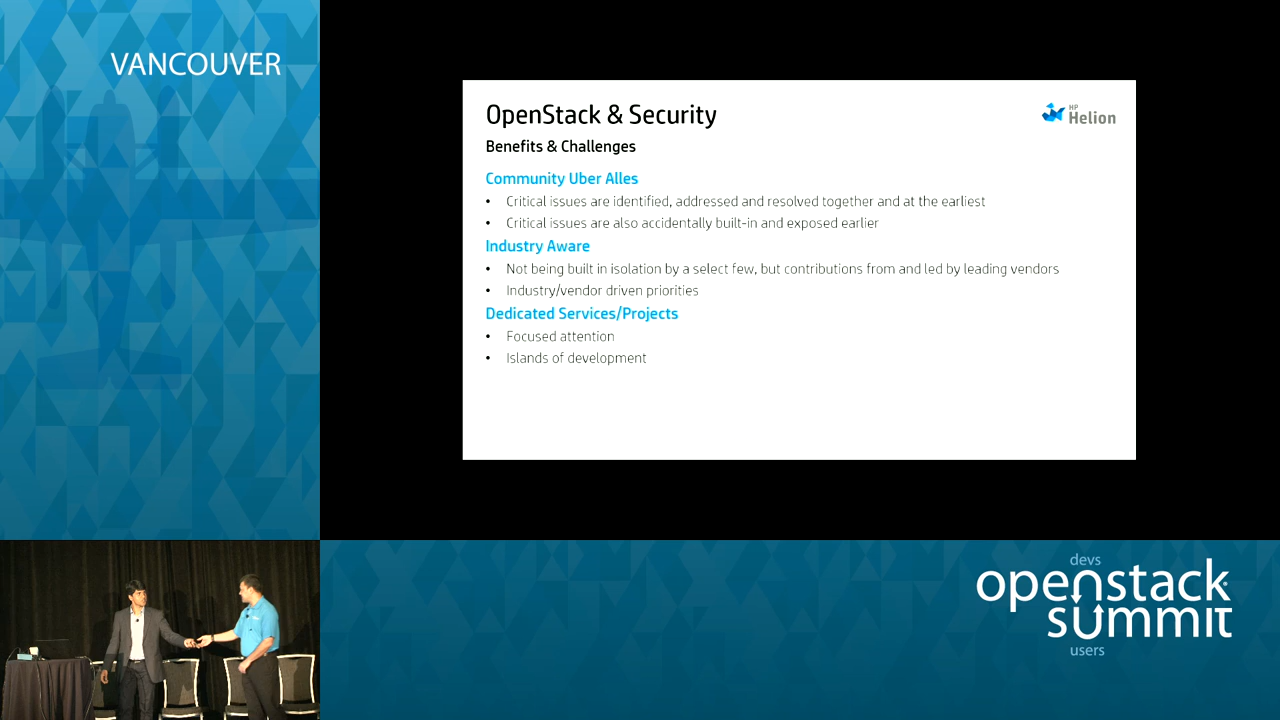 VANCOUVER
OpenStack & Security
HP
Helion
Benefits & Challenges
Community Uber Alles
• Critical issues are identified, addressed and resolved together and at the earliest
• Critical issues are also accidentally built-in and exposed earlier
Industry Aware
• Not being built in isolation by a select few, but contributions from and led by leading vendors
• Industry/vendor driven priorities
Dedicated Services/Projects
• Focused attention
• Islands of development
devs
openstack
summit
users